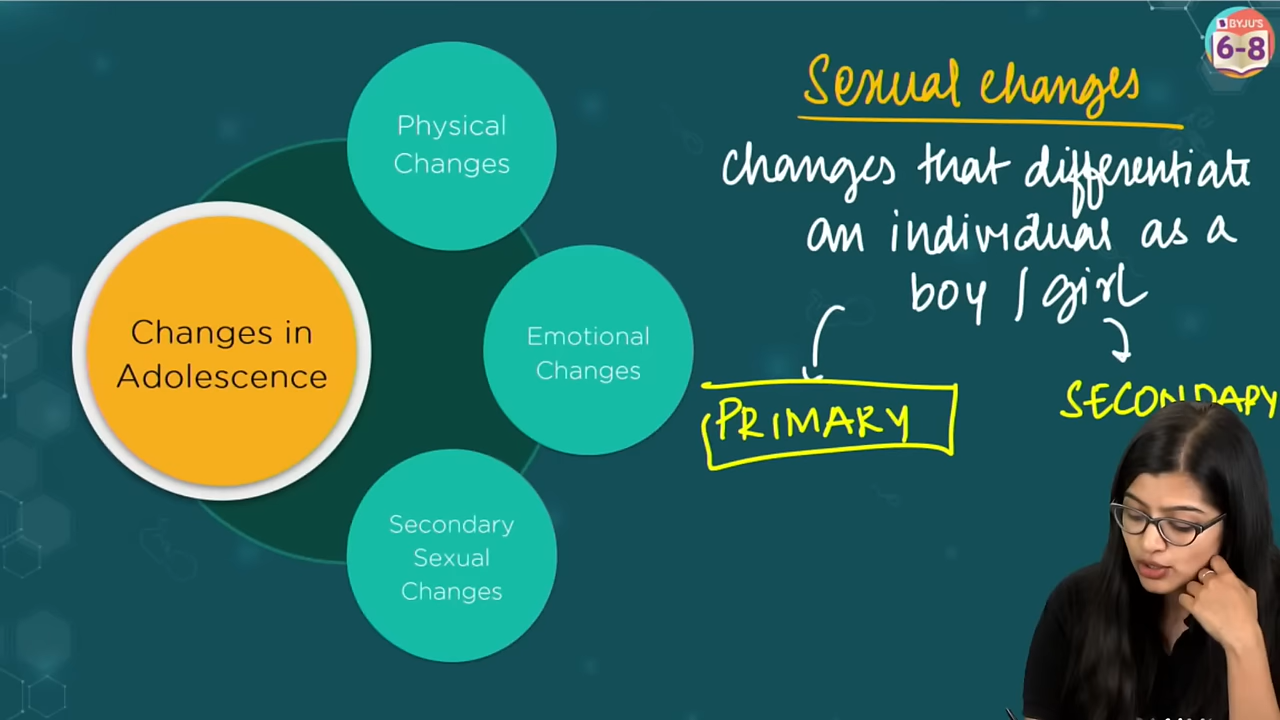 BYJU'S
6-8
Physical
Changes
Changes in
Adolescence
Emotional
Changes
Secondary
Sexual
Changes
Sexual changes
Changes that differentiate
an individual as a
boy / girl
PRIMARY
SECONDARY